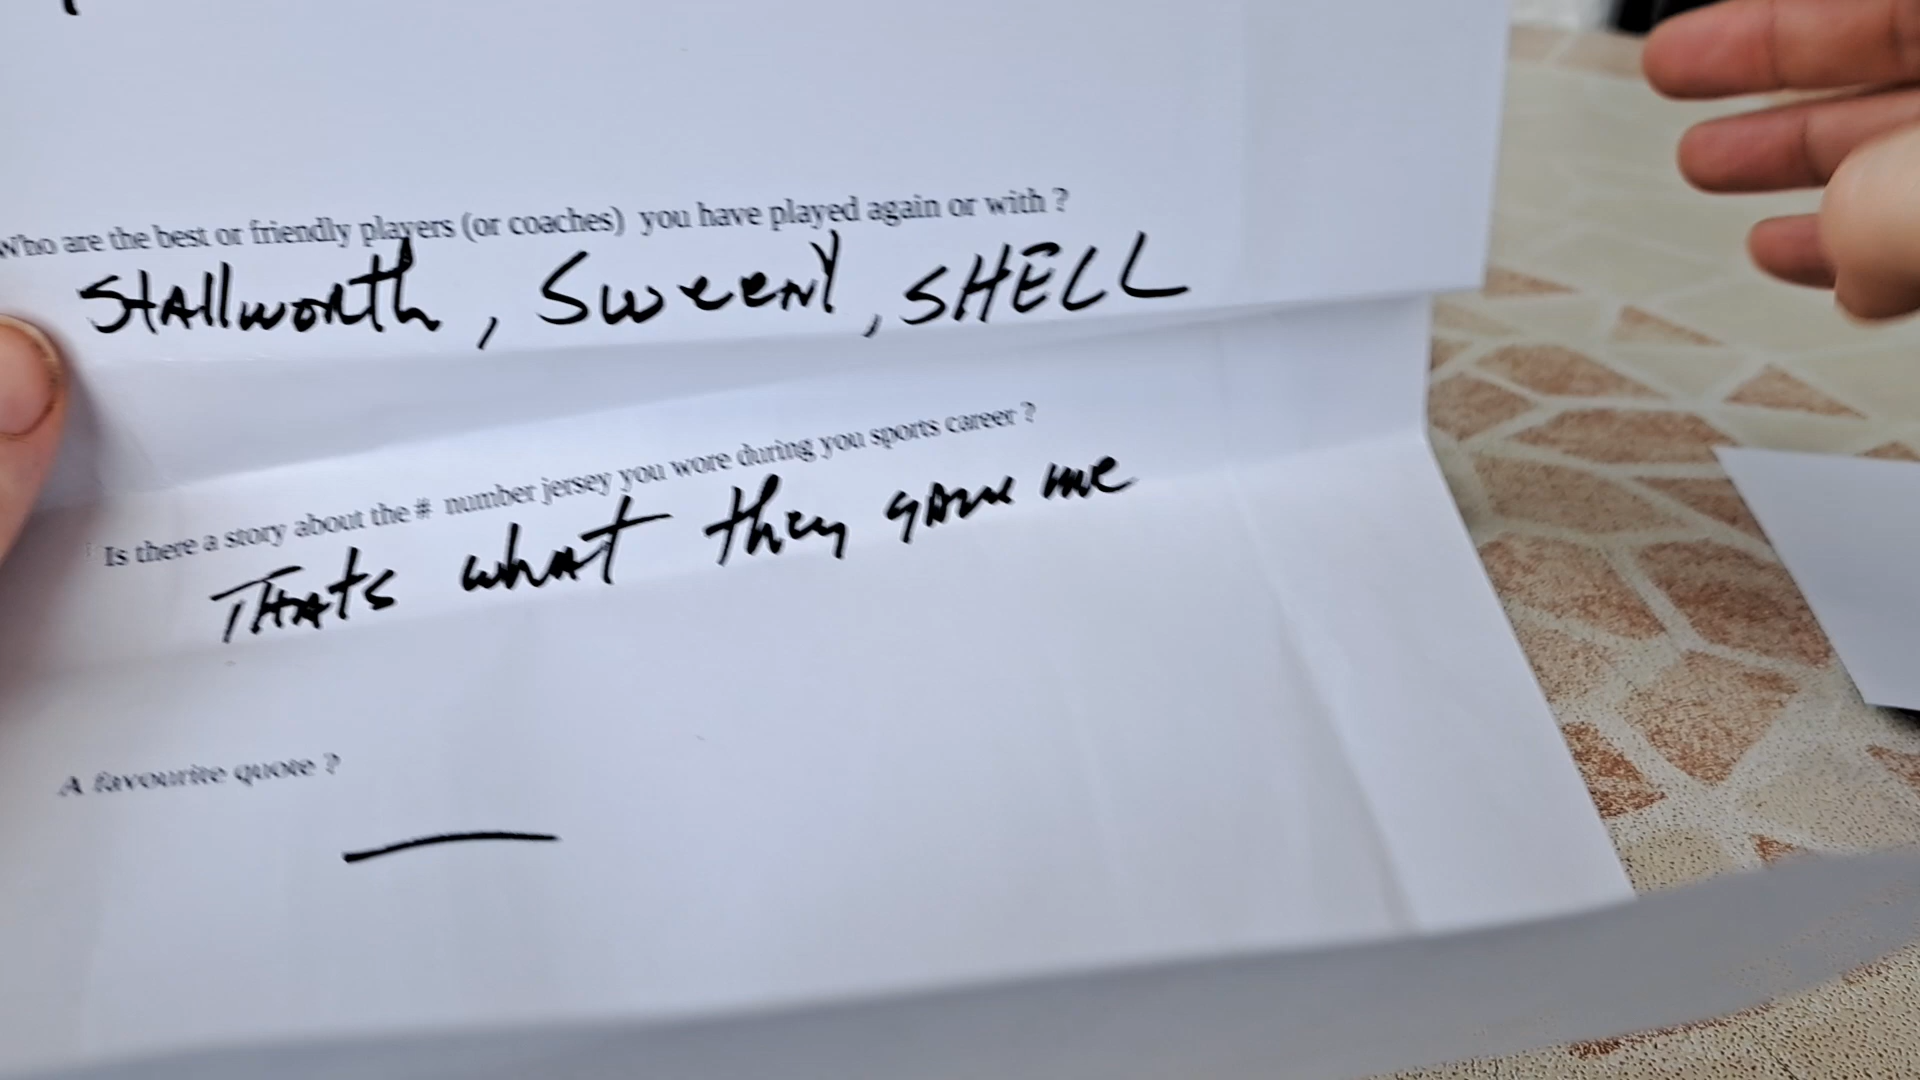 Who are the best or friendly players (or coaches) you have played again or with ?
Stallworth, Sweeny, SHELL
Is there a story about the # number jersey you wore during you sports career ?
Thats what they gave me
A favourite quote ?